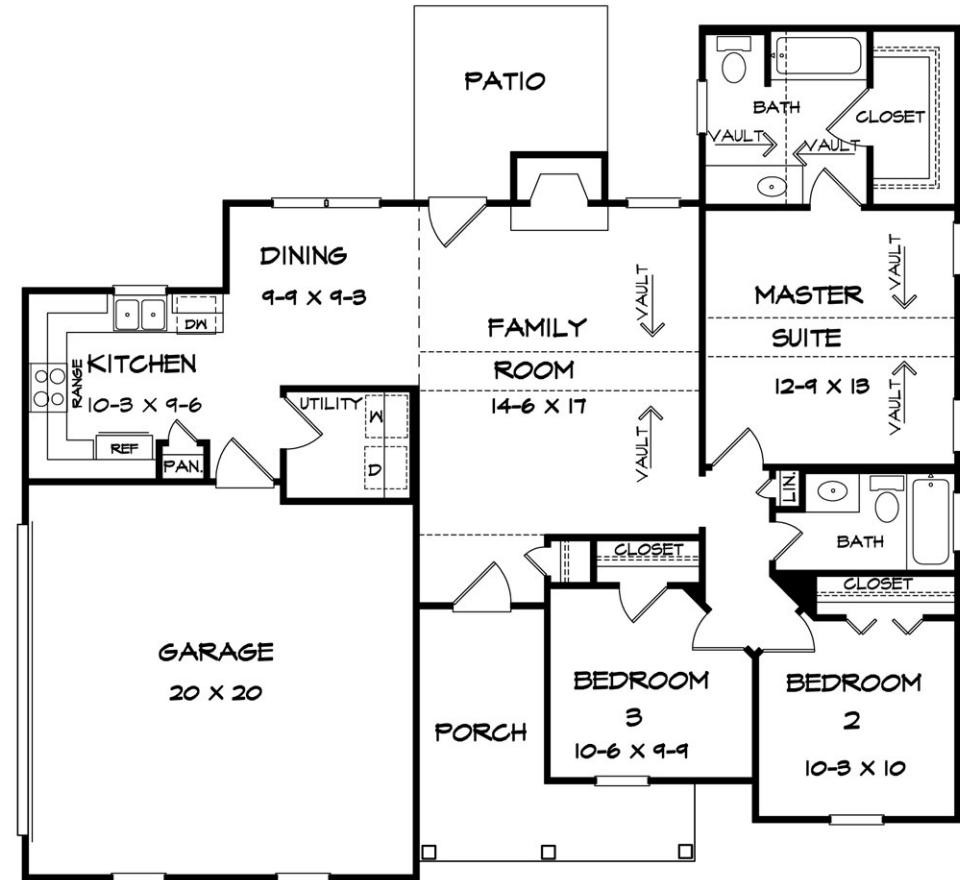 PATIO
BATH
VAULT
VAULT
CLOSET
DINING
9-9 X 9-3
FAMILY
ROOM
14-6 X 17
VAULT
VAULT
MASTER
SUITE
12-9 X 13
VAULT
VAULT
DW
KITCHEN
10-3 X 9-6
RANGE
REF
PAN.
UTILITY
W
D
LIN.
BATH
CLOSET
CLOSET
GARAGE
20 X 20
PORCH
BEDROOM
3
10-6 X 9-9
BEDROOM
2
10-3 X 10